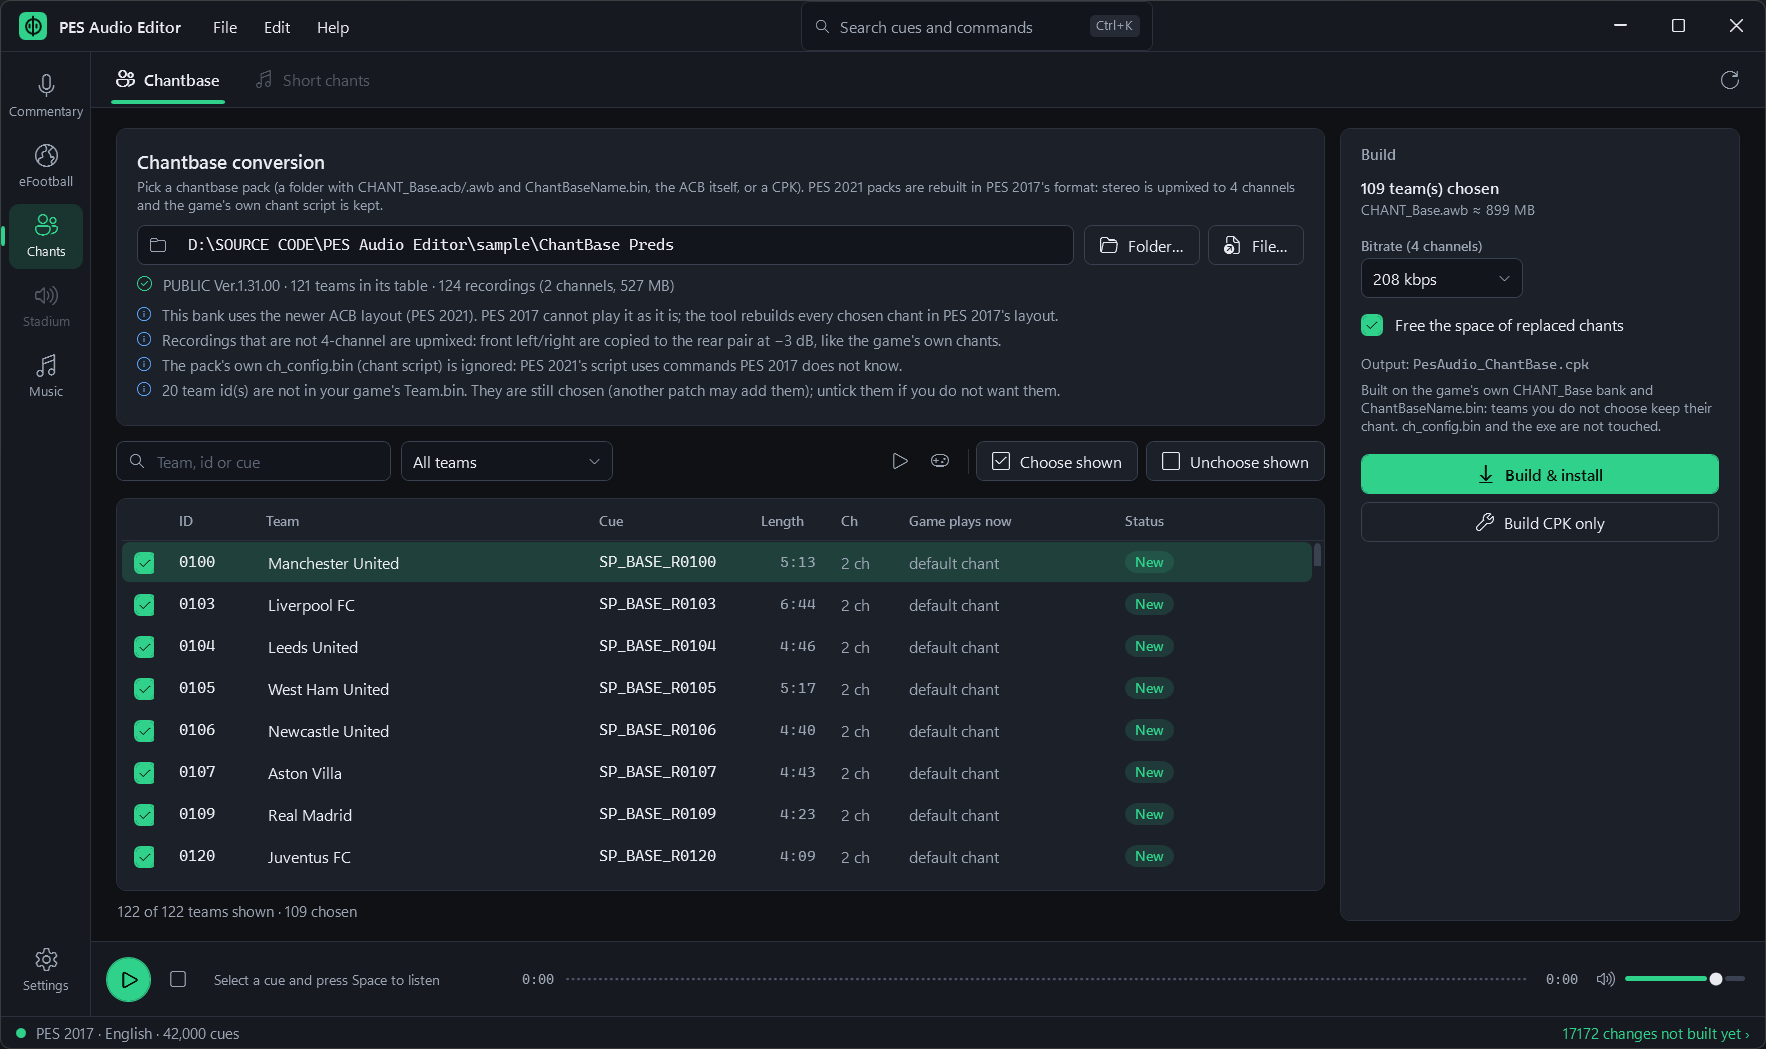 PES Audio Editor File Edit Help Search cues and commands Ctrl+K
Commentary
eFootball
Chants
Stadium
Music
Settings
Chantbase Short chants
Chantbase conversion
Pick a chantbase pack (a folder with CHANT_Base.acb/.awb and ChantBaseName.bin, the ACB itself, or a CPK). PES 2021 packs are rebuilt in PES 2017's format: stereo is upmixed to 4 channels
and the game's own chant script is kept.
D:\SOURCE CODE\PES Audio Editor\sample\ChantBase Preds Folder... File...
PUBLIC Ver.1.31.00 · 121 teams in its table · 124 recordings (2 channels, 527 MB)
This bank uses the newer ACB layout (PES 2021). PES 2017 cannot play it as it is; the tool rebuilds every chosen chant in PES 2017's layout.
Recordings that are not 4-channel are upmixed: front left/right are copied to the rear pair at −3 dB, like the game's own chants.
The pack's own ch_config.bin (chant script) is ignored: PES 2021's script uses commands PES 2017 does not know.
20 team id(s) are not in your game's Team.bin. They are still chosen (another patch may add them); untick them if you do not want them.
Team, id or cue All teams Choose shown Unchoose shown
ID Team Cue Length Ch Game plays now Status
0100 Manchester United SP_BASE_R0100 5:13 2 ch default chant New
0103 Liverpool FC SP_BASE_R0103 6:44 2 ch default chant New
0104 Leeds United SP_BASE_R0104 4:46 2 ch default chant New
0105 West Ham United SP_BASE_R0105 5:17 2 ch default chant New
0106 Newcastle United SP_BASE_R0106 4:40 2 ch default chant New
0107 Aston Villa SP_BASE_R0107 4:43 2 ch default chant New
0109 Real Madrid SP_BASE_R0109 4:23 2 ch default chant New
0120 Juventus FC SP_BASE_R0120 4:09 2 ch default chant New
122 of 122 teams shown · 109 chosen
Build
109 team(s) chosen
CHANT_Base.awb ≈ 899 MB
Bitrate (4 channels)
208 kbps
Free the space of replaced chants
Output: PesAudio_ChantBase.cpk
Built on the game's own CHANT_Base bank and
ChantBaseName.bin: teams you do not choose keep their
chant. ch_config.bin and the exe are not touched.
Build & install
Build CPK only
Select a cue and press Space to listen 0:00 0:00
PES 2017 · English · 42,000 cues 17172 changes not built yet ›